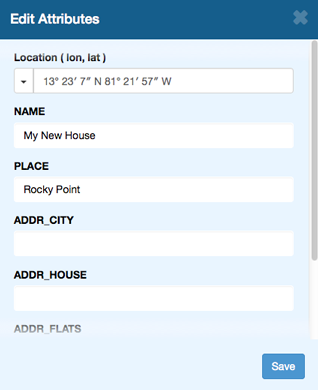 Edit Attributes
Location ( lon, lat )
13° 23′ 7″ N 81° 21′ 57″ W
NAME
My New House
PLACE
Rocky Point
ADDR_CITY
ADDR_HOUSE
ADDR_FLATS
Save